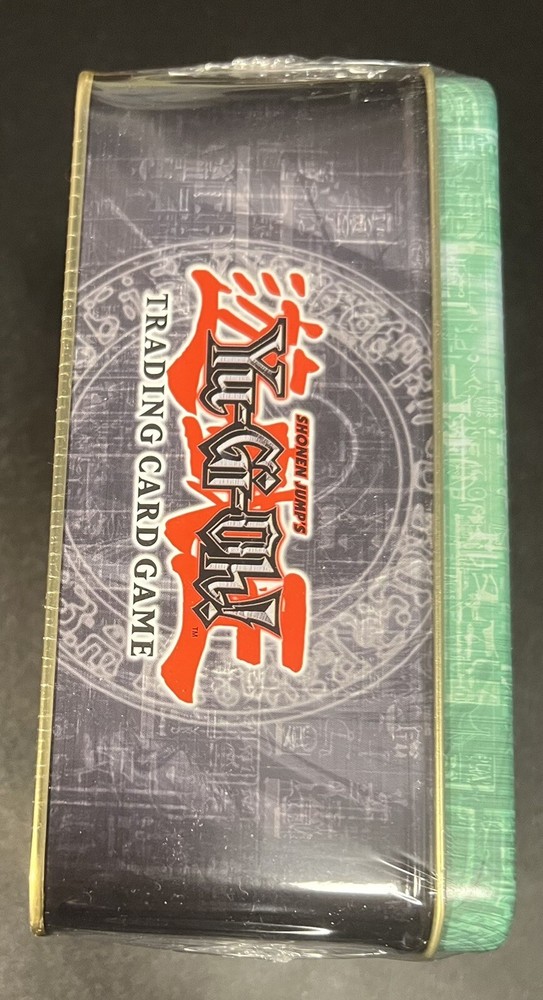 SHONEN JUMP'S
Yu-Gi-Oh!™
TRADING CARD GAME